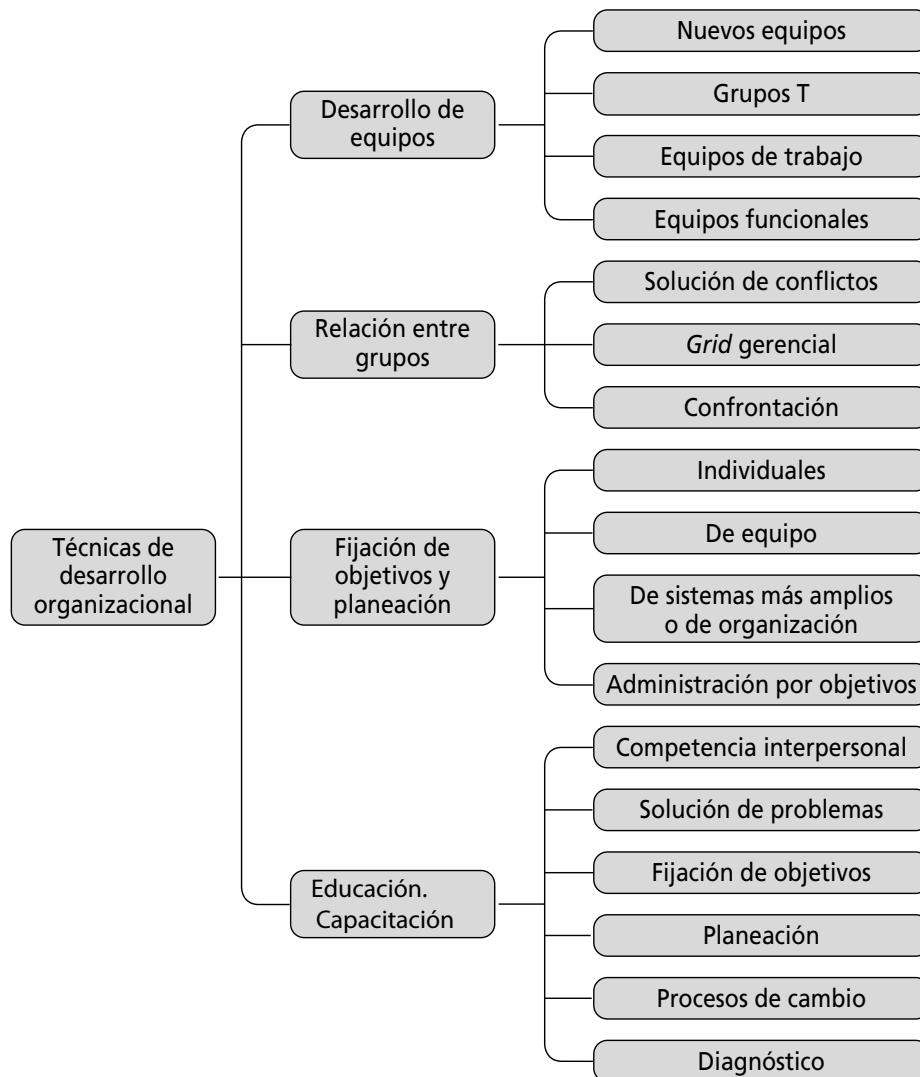 Técnicas de
desarrollo
organizacional
Desarrollo de
equipos
Nuevos equipos
Grupos T
Equipos de trabajo
Equipos funcionales
Relación entre
grupos
Solución de conflictos
Grid gerencial
Confrontación
Fijación de
objetivos y
planeación
Individuales
De equipo
De sistemas más amplios
o de organización
Administración por objetivos
Educación.
Capacitación
Competencia interpersonal
Solución de problemas
Fijación de objetivos
Planeación
Procesos de cambio
Diagnóstico